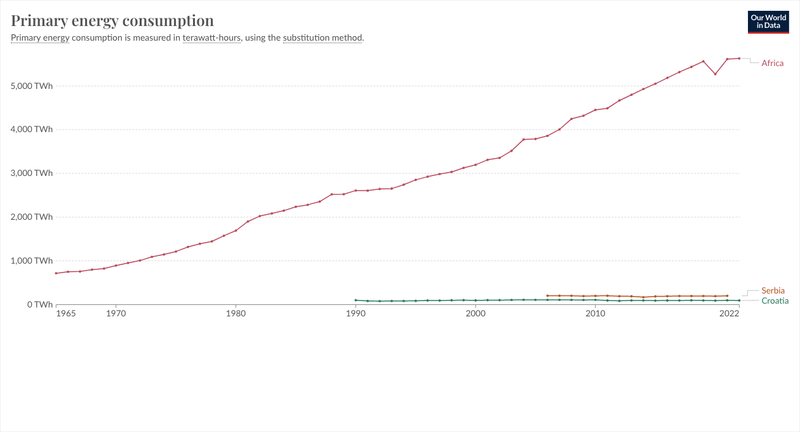 Primary energy consumption
Our World
in Data
Primary energy consumption is measured in terawatt-hours, using the substitution method.
Africa
5,000 TWh
4,000 TWh
3,000 TWh
2,000 TWh
1,000 TWh
0 TWh
Serbia
Croatia
1965
1970
1980
1990
2000
2010
2022